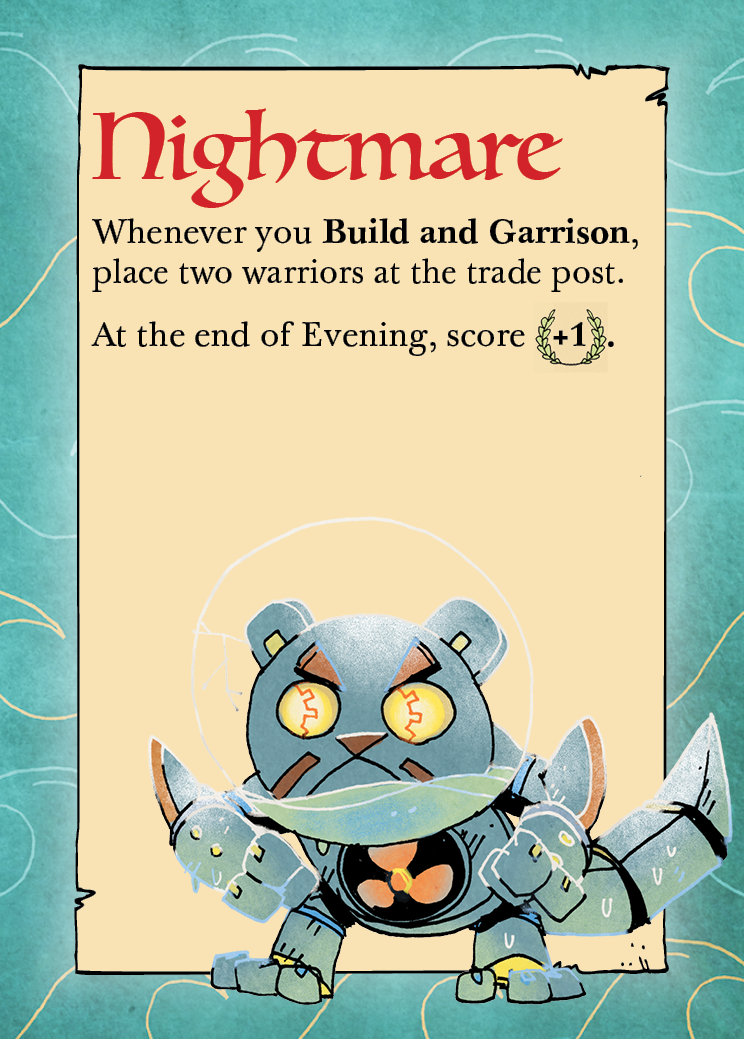 Nightmare
Whenever you Build and Garrison,
place two warriors at the trade post.
At the end of Evening, score +1.